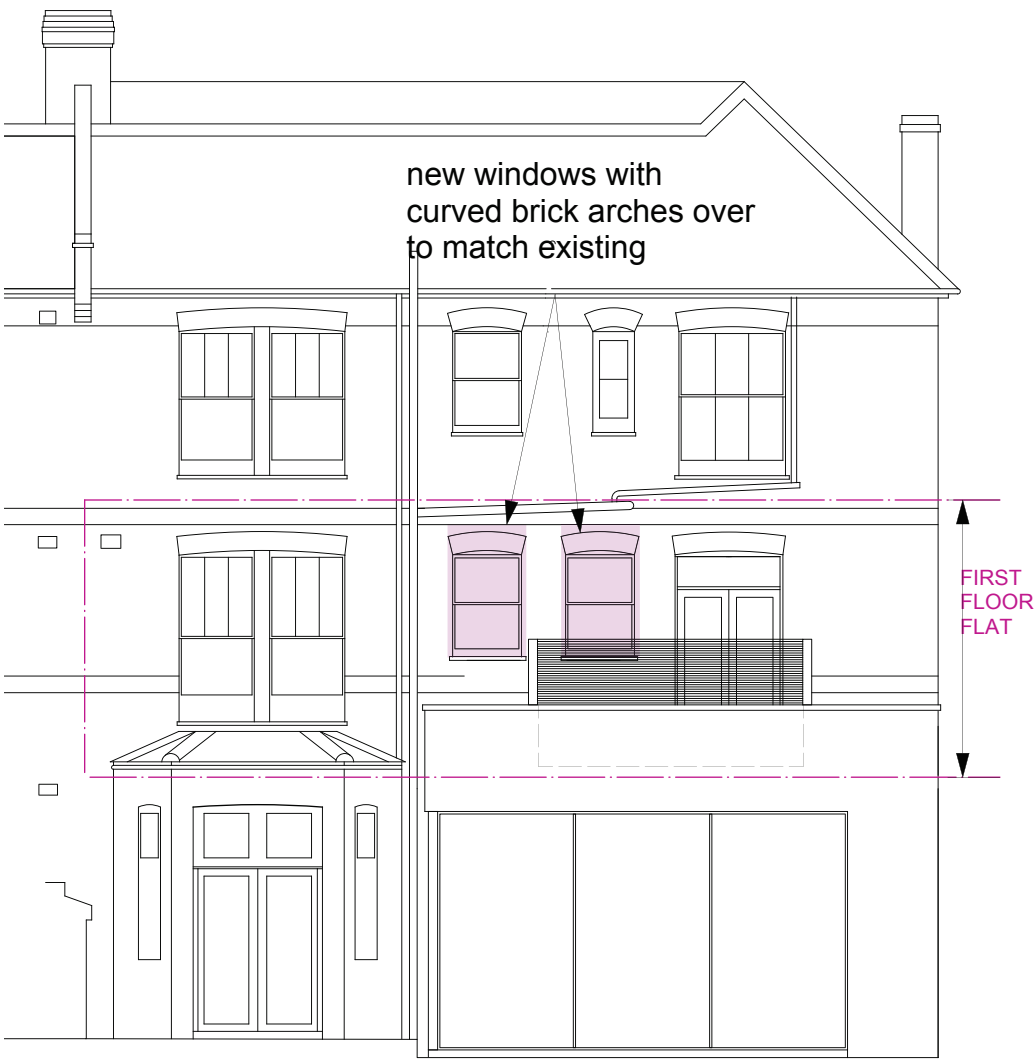 new windows with
curved brick arches over
to match existing
FIRST
FLOOR
FLAT